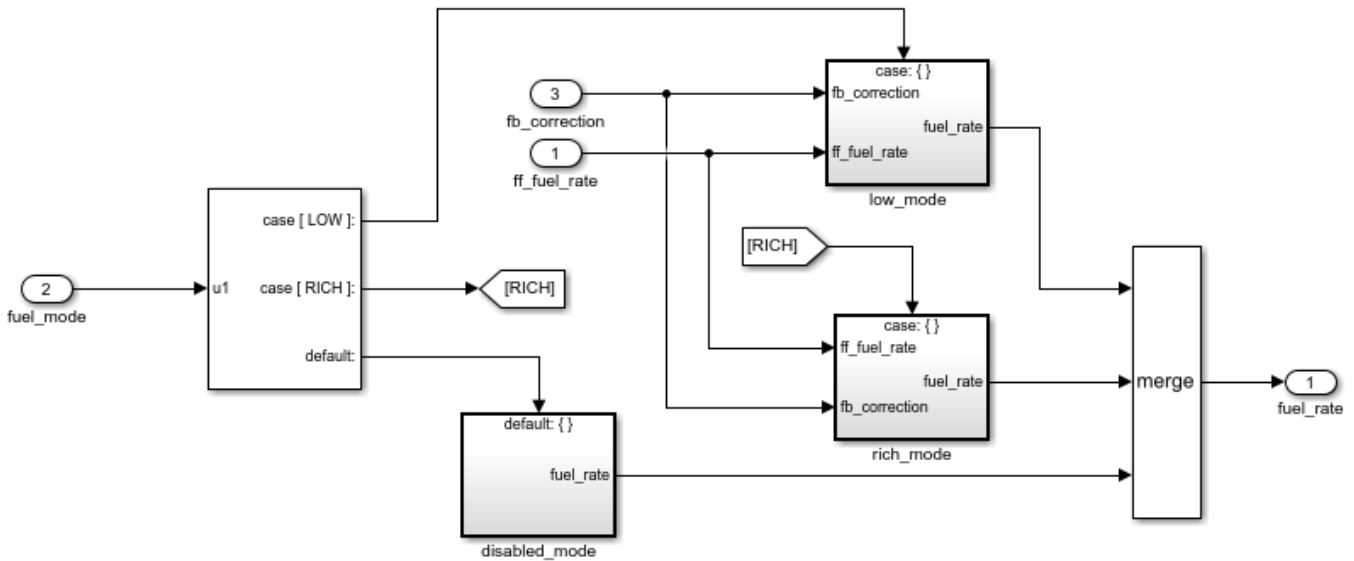 case: { }
3
fb_correction
fb_correction
fuel_rate
1
ff_fuel_rate
ff_fuel_rate
low_mode
case [ LOW ]:
[RICH]
2
fuel_mode
u1
case [ RICH ]:
[RICH]
case: { }
ff_fuel_rate
default:
fuel_rate
fb_correction
rich_mode
merge
1
fuel_rate
default: { }
fuel_rate
disabled_mode